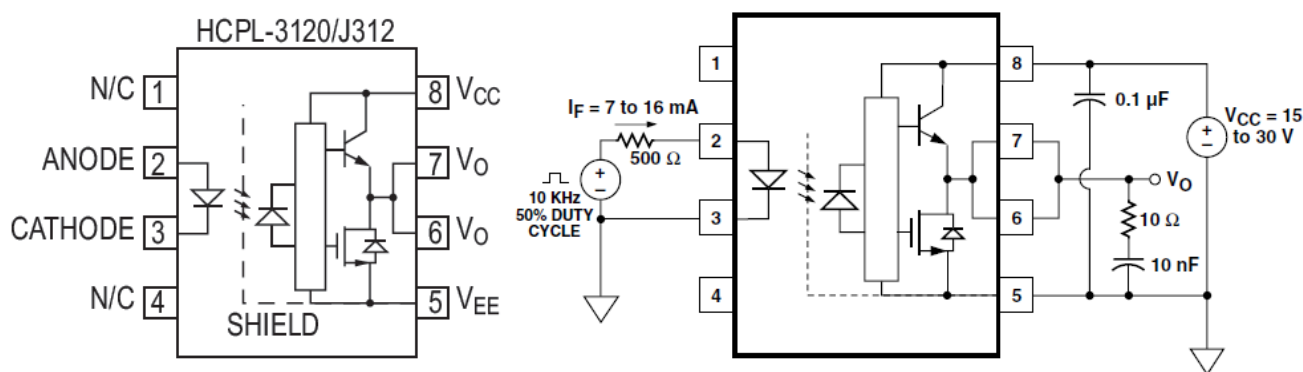 HCPL-3120/J312
N/C 1
8 VCC
ANODE 2
7 VO
CATHODE 3
6 VO
N/C 4
5 VEE
SHIELD
IF = 7 to 16 mA
500 Ω
+
−
10 KHz
50% DUTY
CYCLE
1
2
3
4
8
7
6
5
0.1 µF
+
−
VCC = 15
to 30 V
VO
10 Ω
10 nF